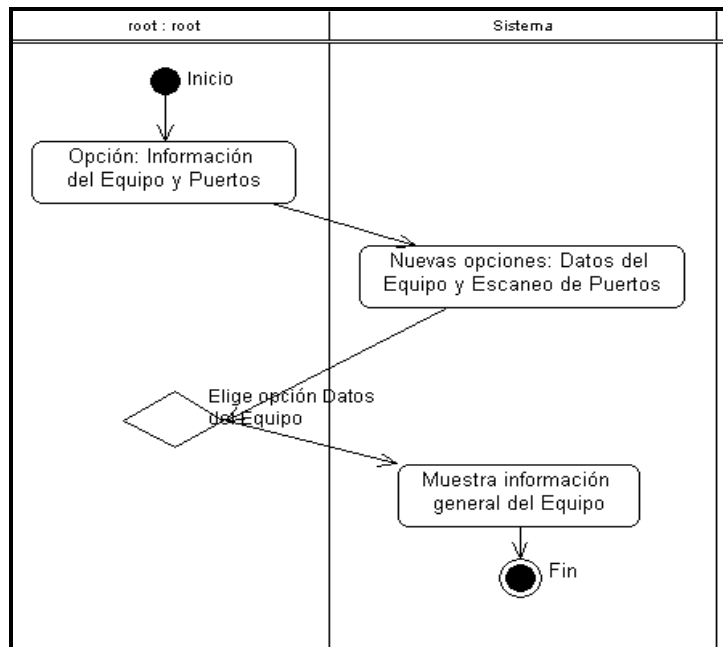 root : root
Sistema
Inicio
Opción: Información
del Equipo y Puertos
Nuevas opciones: Datos del
Equipo y Escaneo de Puertos
Elige opción Datos
del Equipo
Muestra información
general del Equipo
Fin